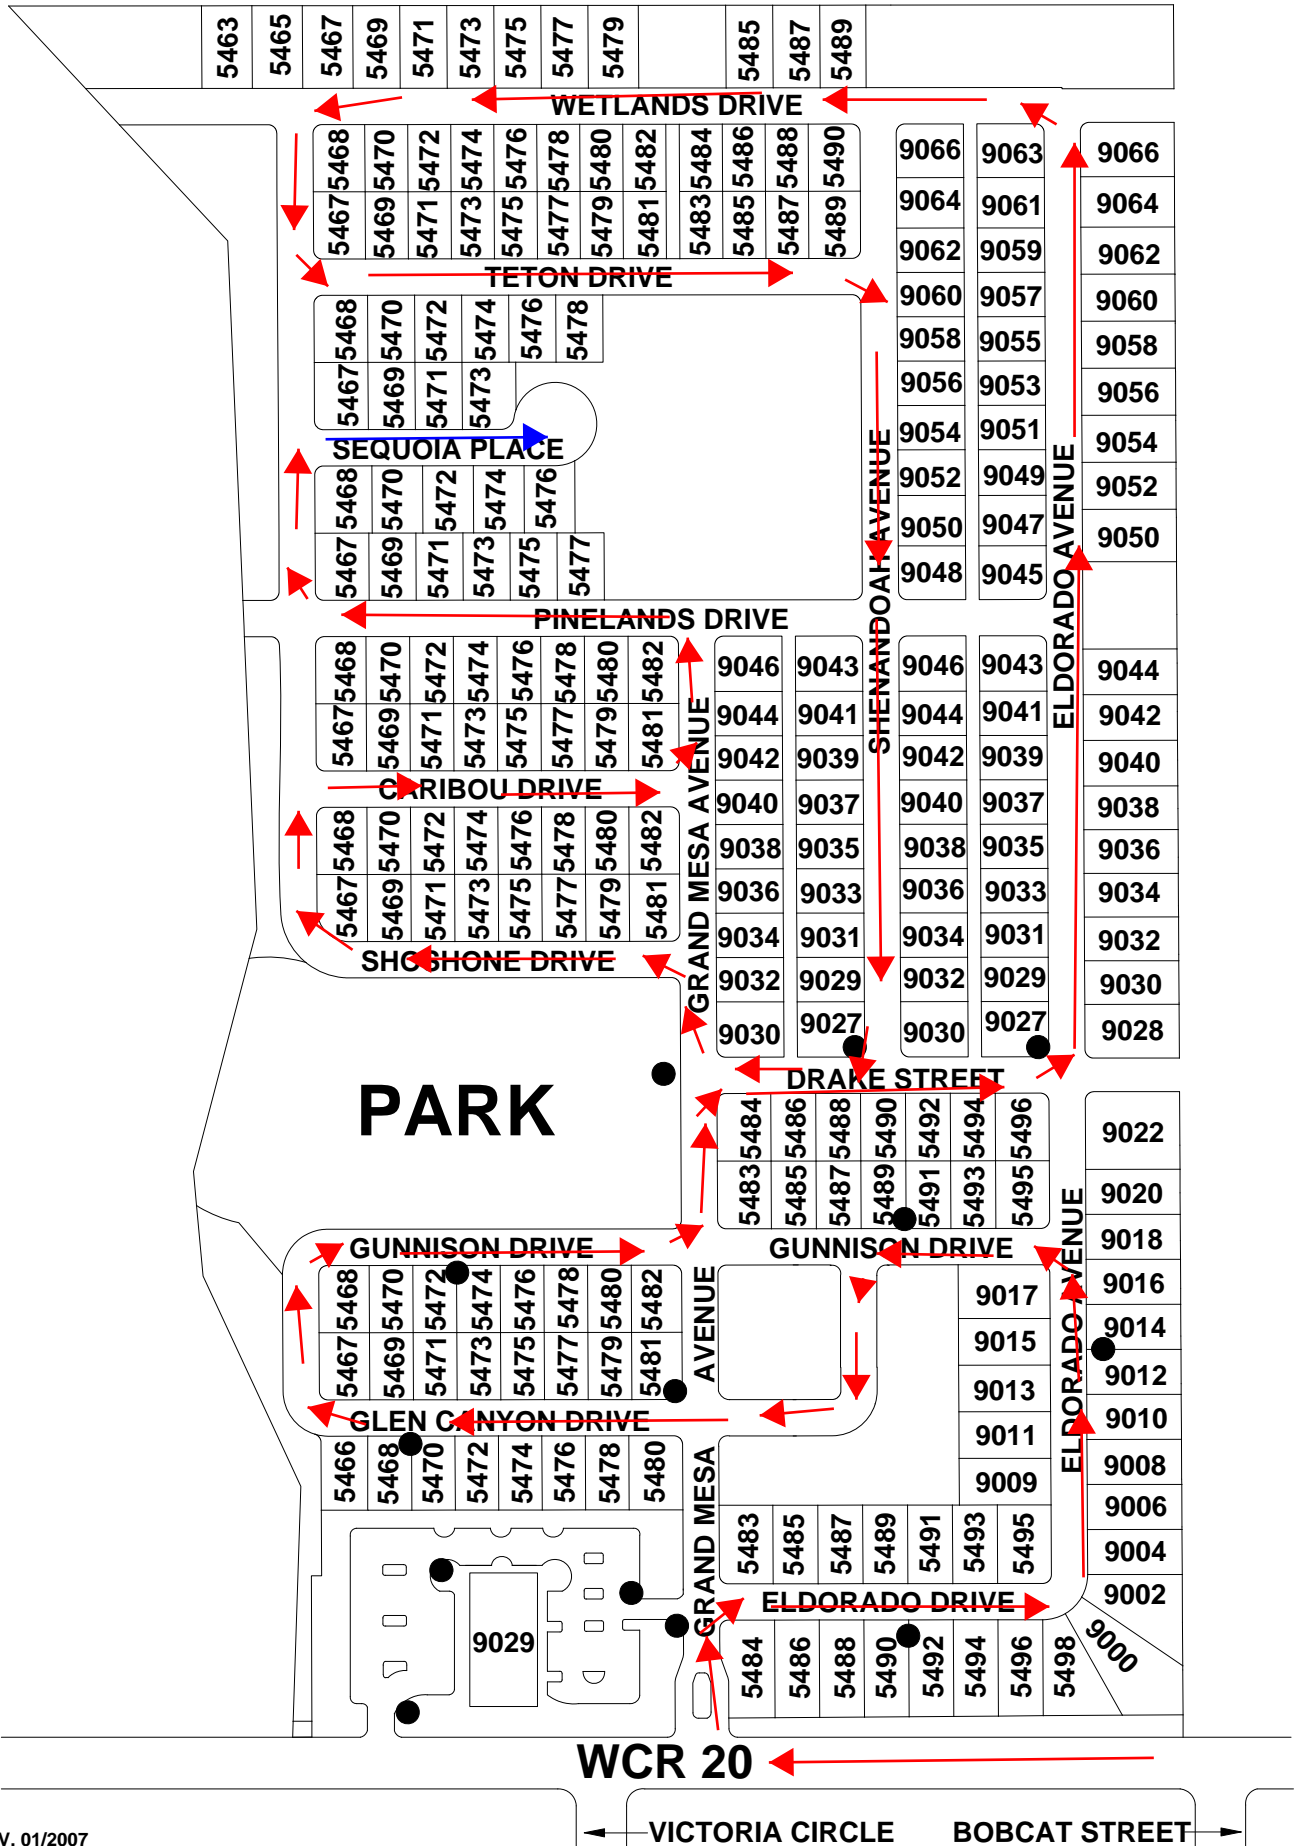 5463 5465 5467 5469 5471 5473 5475 5477 5479 5485 5487 5489
WETLANDS DRIVE
5468 5470 5472 5474 5476 5478 5480 5482 5484 5486 5488 5490
5467 5469 5471 5473 5475 5477 5479 5481 5483 5485 5487 5489
TETON DRIVE
5468 5470 5472 5474 5476 5478
5467 5469 5471 5473
SEQUOIA PLACE
5468 5470 5472 5474 5476
5467 5469 5471 5473 5475 5477
PINELANDS DRIVE
9066 9063 9066
9064 9061 9064
9062 9059 9062
9060 9057 9060
9058 9055 9058
9056 9053 9056
9054 9051 9054
9052 9049 9052
9050 9047 9050
9048 9045
SHENANDOAH AVENUE
ELDORADO AVENUE
5468 5470 5472 5474 5476 5478 5480 5482
5467 5469 5471 5473 5475 5477 5479 5481
CARIBOU DRIVE
5468 5470 5472 5474 5476 5478 5480 5482
5467 5469 5471 5473 5475 5477 5479 5481
SHOSHONE DRIVE
GRAND MESA AVENUE
9046 9043 9046 9043 9044
9044 9041 9044 9041 9042
9042 9039 9042 9039 9040
9040 9037 9040 9037 9038
9038 9035 9038 9035 9036
9036 9033 9036 9033 9034
9034 9031 9034 9031 9032
9032 9029 9032 9029 9030
9030 9027 9030 9027 9028
DRAKE STREET
PARK
5484 5486 5488 5490 5492 5494 5496
5483 5485 5487 5489 5491 5493 5495
GUNNISON DRIVE
GUNNISON DRIVE
5468 5470 5472 5474 5476 5478 5480 5482
5467 5469 5471 5473 5475 5477 5479 5481
GLEN CANYON DRIVE
5466 5468 5470 5472 5474 5476 5478 5480
AVENUE
GRAND MESA
ELDORADO AVENUE
ELDORADO AVENUE
9017
9015
9013
9011
9009
9022
9020
9018
9016
9014
9012
9010
9008
9006
9004
9002
9000
5483 5485 5487 5489 5491 5493 5495
ELDORADO DRIVE
5484 5486 5488 5490 5492 5494 5496 5498
9029
WCR 20
VICTORIA CIRCLE BOBCAT STREET
V. 01/2007